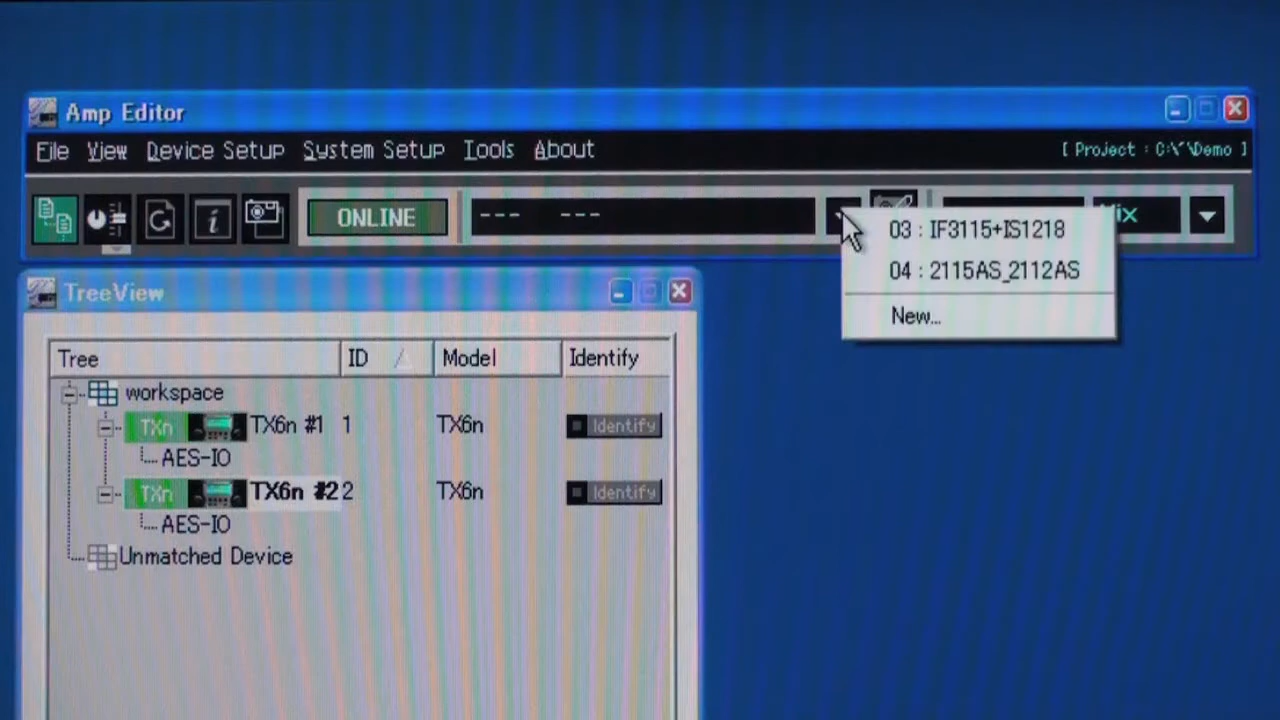 Amp Editor
File View Device Setup System Setup Tools About [ Project : C:\~\Demo ]
i ONLINE --- --- Mix
03 : IF3115+IS1218
04 : 2115AS_2112AS
New...
TreeView
Tree ID Model Identify
workspace
TXn TX6n #1 1 TX6n Identify
AES-IO
TXn TX6n #2 2 TX6n Identify
AES-IO
Unmatched Device